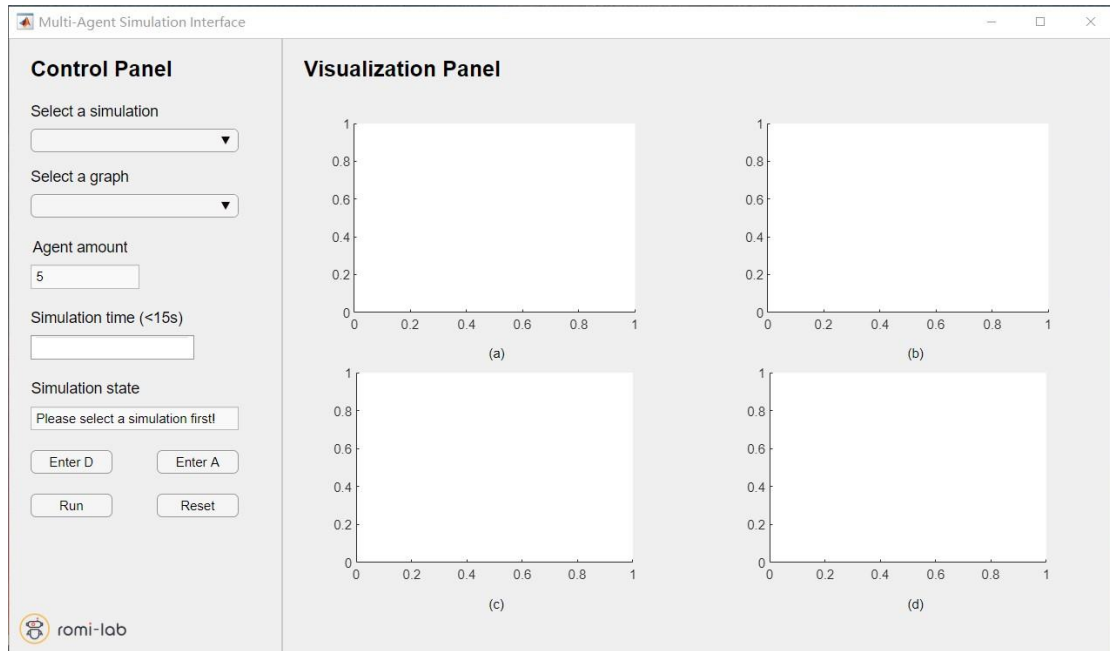 Multi-Agent Simulation Interface
Control Panel
Select a simulation
Select a graph
Agent amount
5
Simulation time (<15s)
Simulation state
Please select a simulation first!
Enter D Enter A
Run Reset
romi-lab
Visualization Panel
1
0.8
0.6
0.4
0.2
0
0 0.2 0.4 0.6 0.8 1
(a)
1
0.8
0.6
0.4
0.2
0
0 0.2 0.4 0.6 0.8 1
(b)
1
0.8
0.6
0.4
0.2
0
0 0.2 0.4 0.6 0.8 1
(c)
1
0.8
0.6
0.4
0.2
0
0 0.2 0.4 0.6 0.8 1
(d)